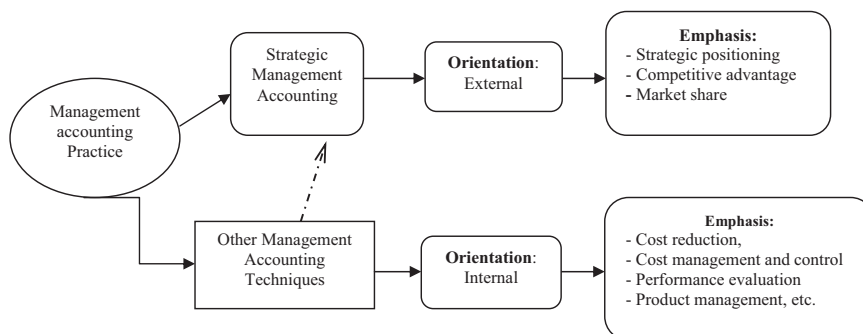 Management
accounting
Practice
Strategic
Management
Accounting
Orientation:
External
Emphasis:
- Strategic positioning
- Competitive advantage
- Market share
Other Management
Accounting
Techniques
Orientation:
Internal
Emphasis:
- Cost reduction,
- Cost management and control
- Performance evaluation
- Product management, etc.